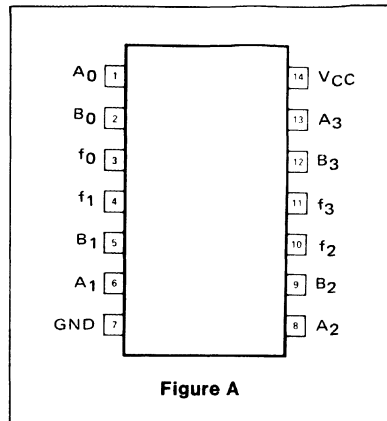 A0 1 14 VCC
B0 2 13 A3
f0 3 12 B3
f1 4 11 f3
B1 5 10 f2
A1 6 9 B2
GND 7 8 A2
Figure A